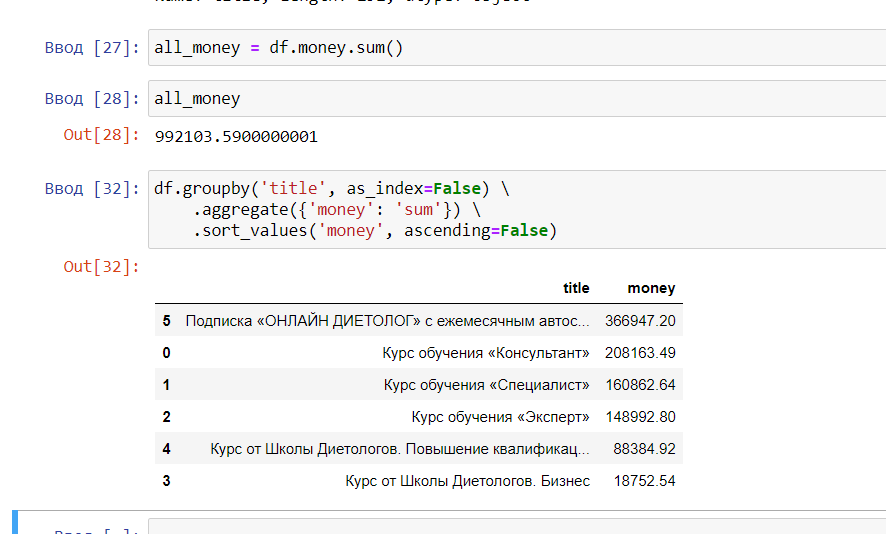 Ввод [27]: all_money = df.money.sum()
Ввод [28]: all_money
Out[28]: 992103.5900000001
Ввод [32]: df.groupby('title', as_index=False) \
.aggregate({'money': 'sum'}) \
.sort_values('money', ascending=False)
Out[32]:
title money
5 Подписка «ОНЛАЙН ДИЕТОЛОГ» с ежемесячным автос... 366947.20
0 Курс обучения «Консультант» 208163.49
1 Курс обучения «Специалист» 160862.64
2 Курс обучения «Эксперт» 148992.80
4 Курс от Школы Диетологов. Повышение квалификац... 88384.92
3 Курс от Школы Диетологов. Бизнес 18752.54